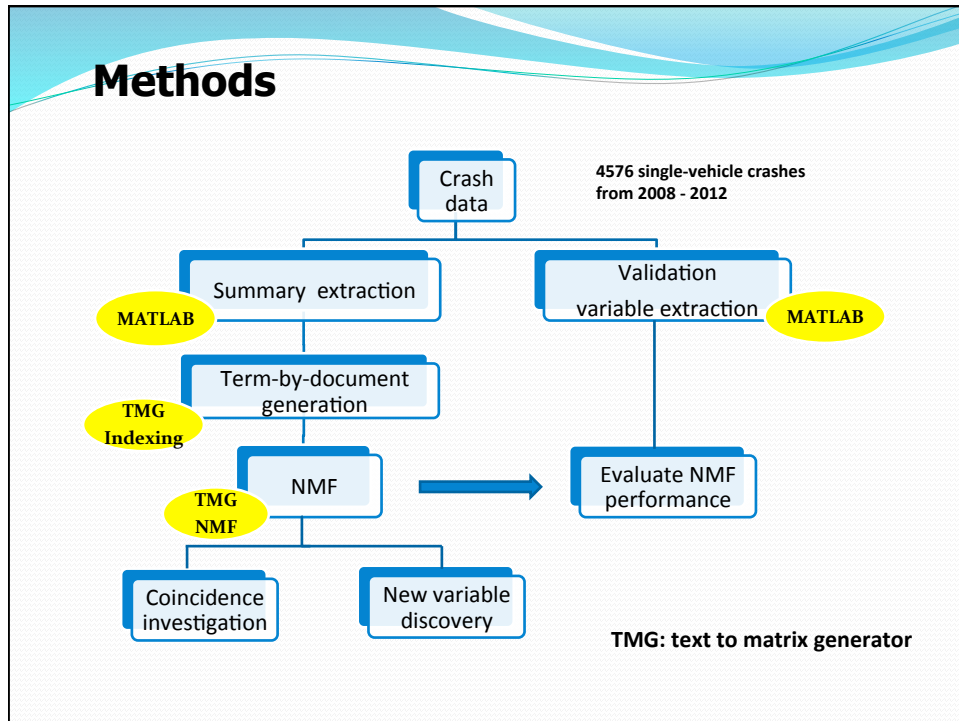 Methods
Crash
data
4576 single-vehicle crashes
from 2008 - 2012
Summary extraction
MATLAB
Validation
variable extraction
MATLAB
Term-by-document
generation
TMG
Indexing
NMF
TMG
NMF
Evaluate NMF
performance
Coincidence
investigation
New variable
discovery
TMG: text to matrix generator